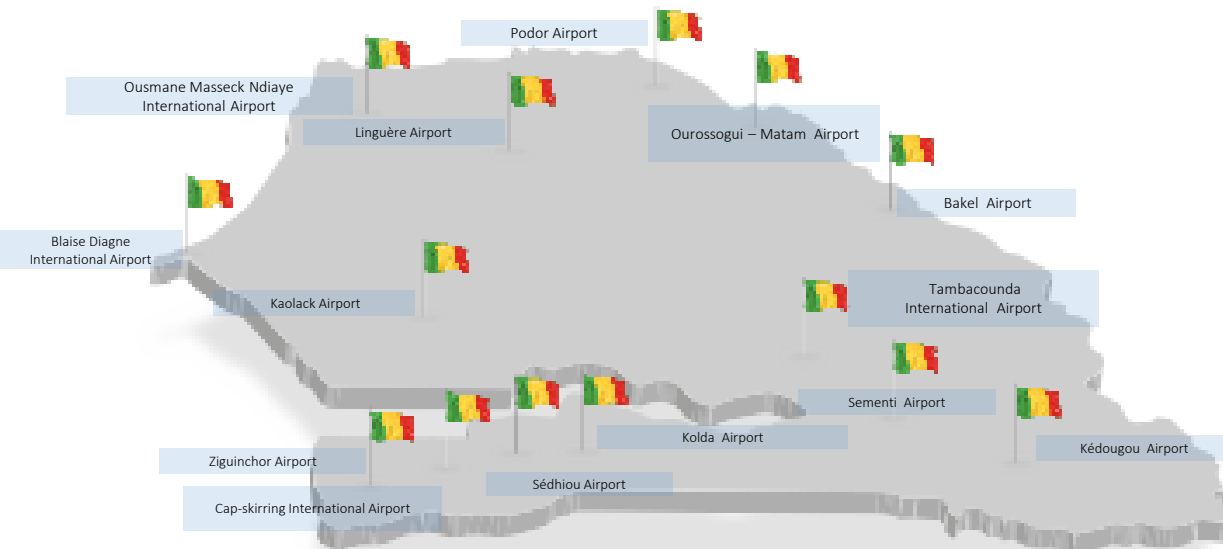 Podor Airport
Ousmane Masseck Ndiaye
International Airport
Linguère Airport
Ourossogui – Matam Airport
Bakel Airport
Blaise Diagne
International Airport
Kaolack Airport
Tambacounda
International Airport
Sementi Airport
Kolda Airport
Kédougou Airport
Ziguinchor Airport
Sédhiou Airport
Cap-skirring International Airport